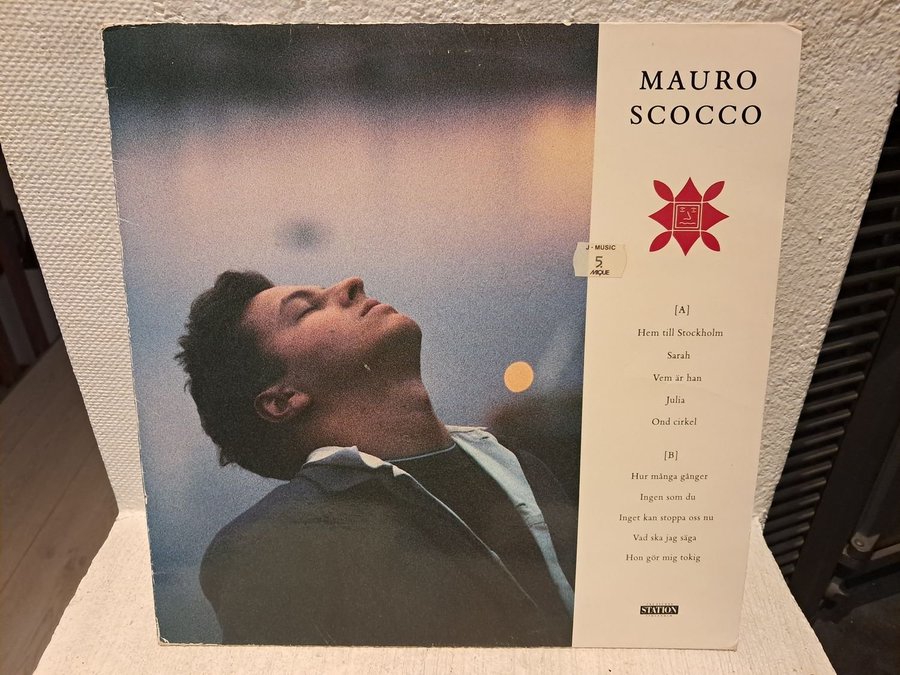 MAURO
SCOCCO
J - MUSIC
5
MIQUE
[A]
Hem till Stockholm
Sarah
Vem är han
Julia
Ond cirkel
[B]
Hur många gånger
Ingen som du
Inget kan stoppa oss nu
Vad ska jag säga
Hon gör mig tokig
STATION